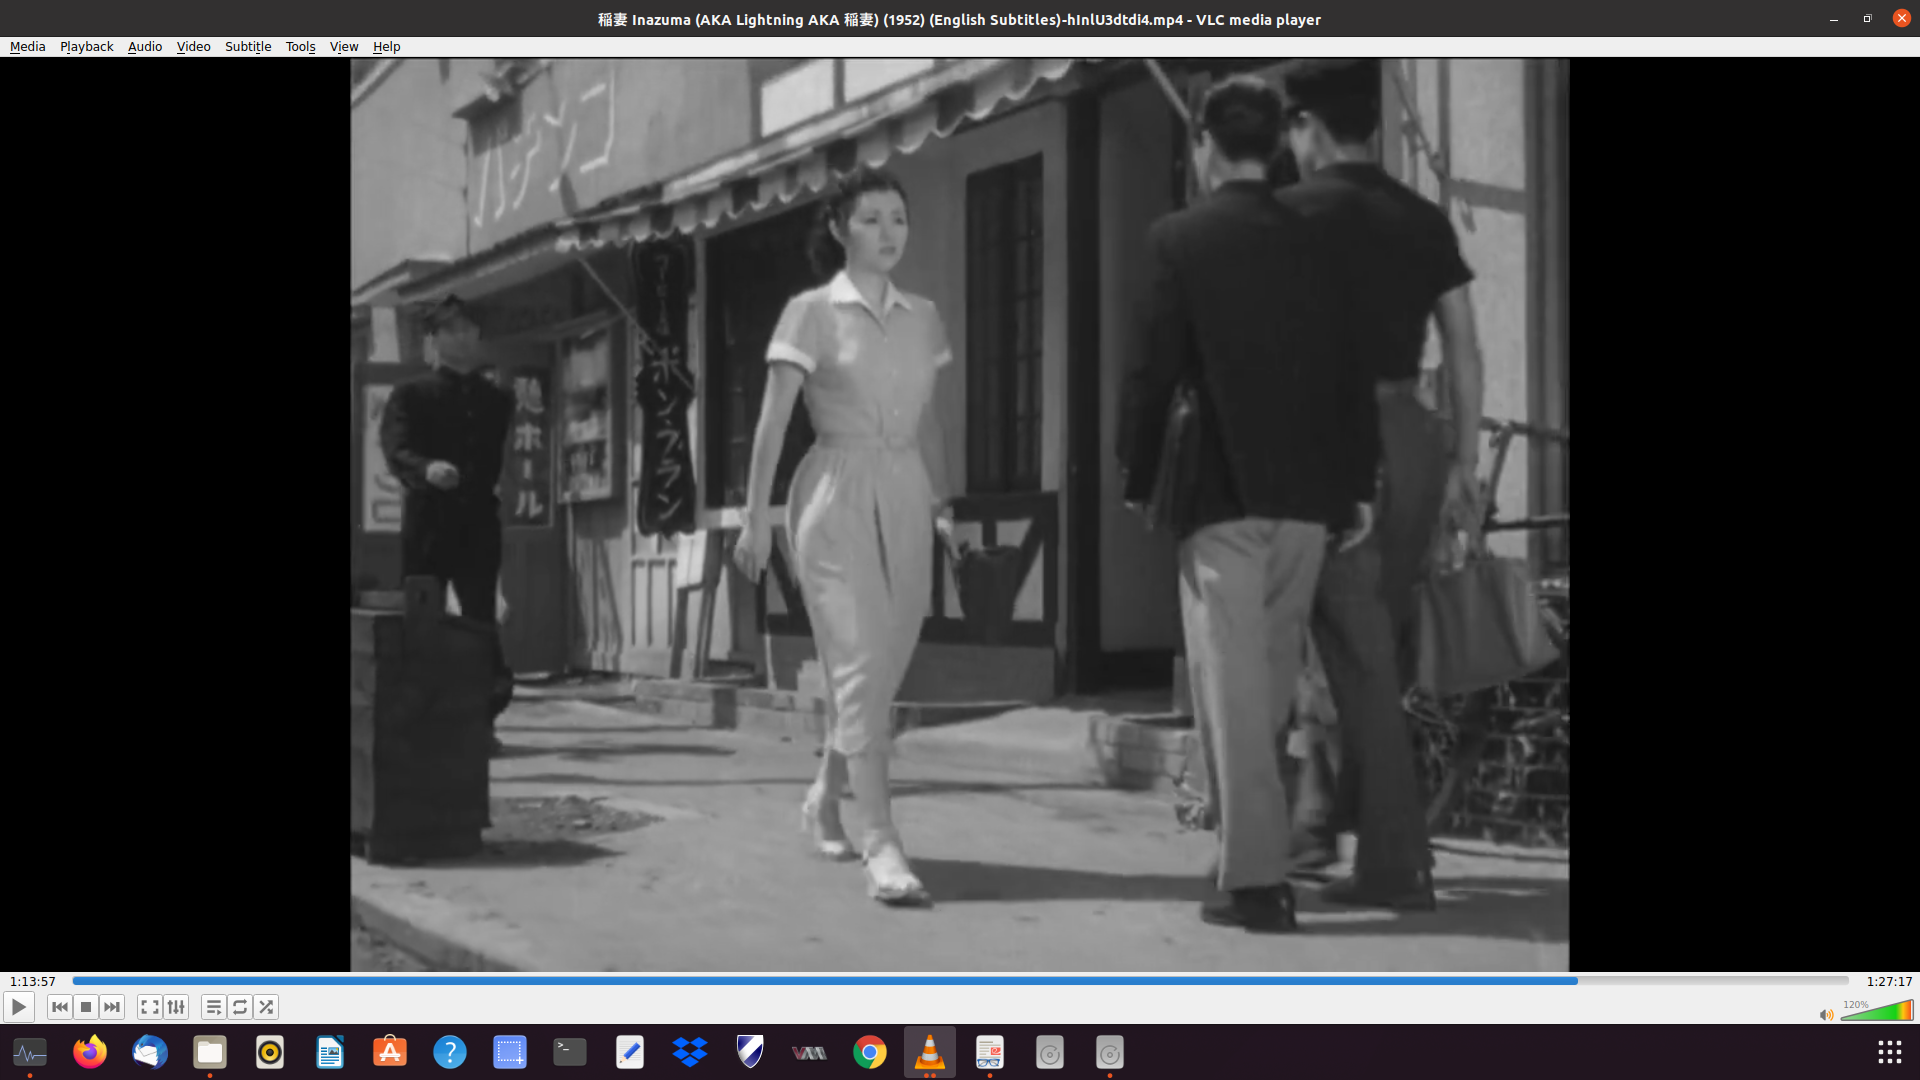 稲妻 Inazuma (AKA Lightning AKA 稲妻) (1952) (English Subtitles)-hInlU3dtdi4.mp4 - VLC media player
Media Playback Audio Video Subtitle Tools View Help
パチンコ
ボン・ブラン
ホール
1:13:57
1:27:17
120%